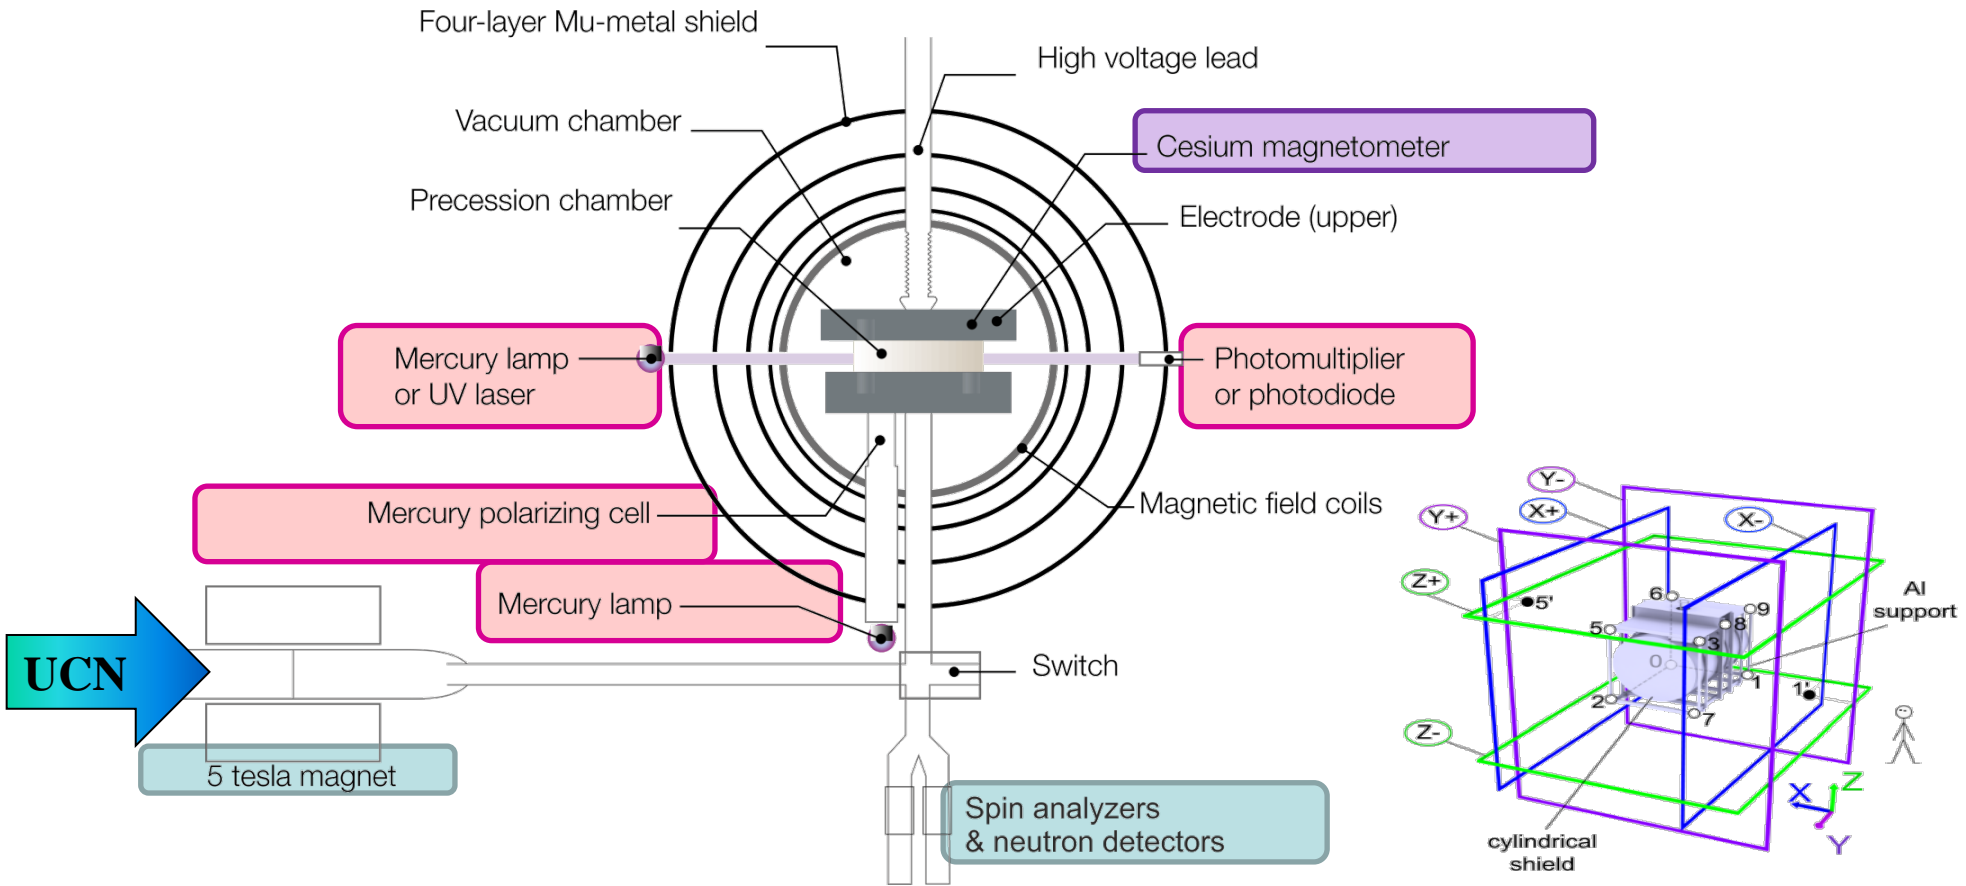 Four-layer Mu-metal shield
High voltage lead
Vacuum chamber
Cesium magnetometer
Precession chamber
Electrode (upper)
Mercury lamp
or UV laser
Photomultiplier
or photodiode
Mercury polarizing cell
Magnetic field coils
Mercury lamp
UCN
Switch
5 tesla magnet
Spin analyzers
& neutron detectors
Y-
Y+
X+
X-
Z+
Al
support
5'
6
9
5
8
3
0
1
1'
2
7
Z-
X
Z
Y
cylindrical
shield